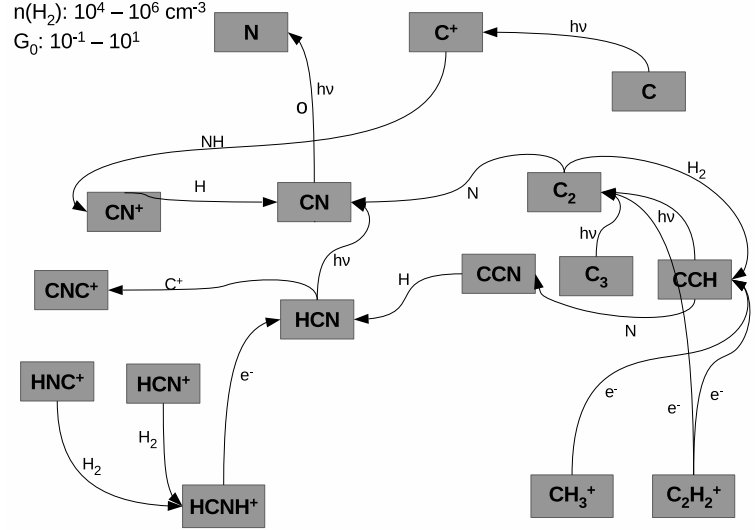 n(H₂): 10⁴ – 10⁶ cm⁻³
G₀: 10⁻¹ – 10¹
N
C⁺
hν
C
hν
O
NH
H₂
CN⁺
H
CN
N
C₂
hν
hν
CNC⁺
C⁺
HCN
H
CCN
C₃
CCH
N
HNC⁺
HCN⁺
e⁻
e⁻
e⁻
e⁻
H₂
H₂
HCNH⁺
CH₃⁺
C₂H₂⁺